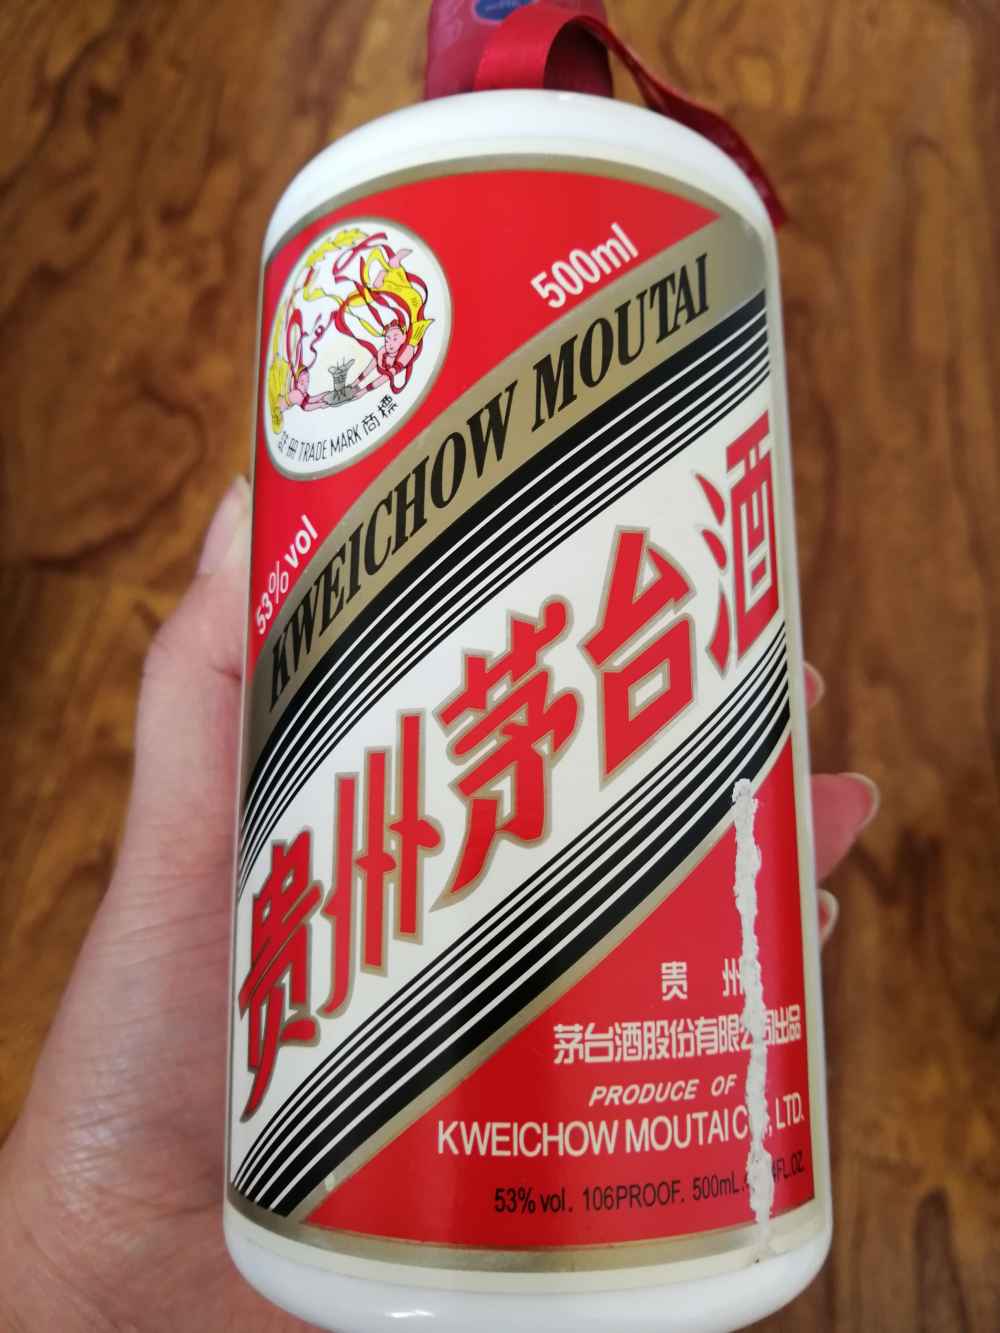 註册 TRADE MARK 商標
500ml
53% vol
KWEICHOW MOUTAI
贵州茅台酒
贵 州
茅台酒股份有限公司出品
PRODUCE OF
KWEICHOW MOUTAI CO., LTD.
53% vol. 106PROOF. 500mL. FL.OZ.